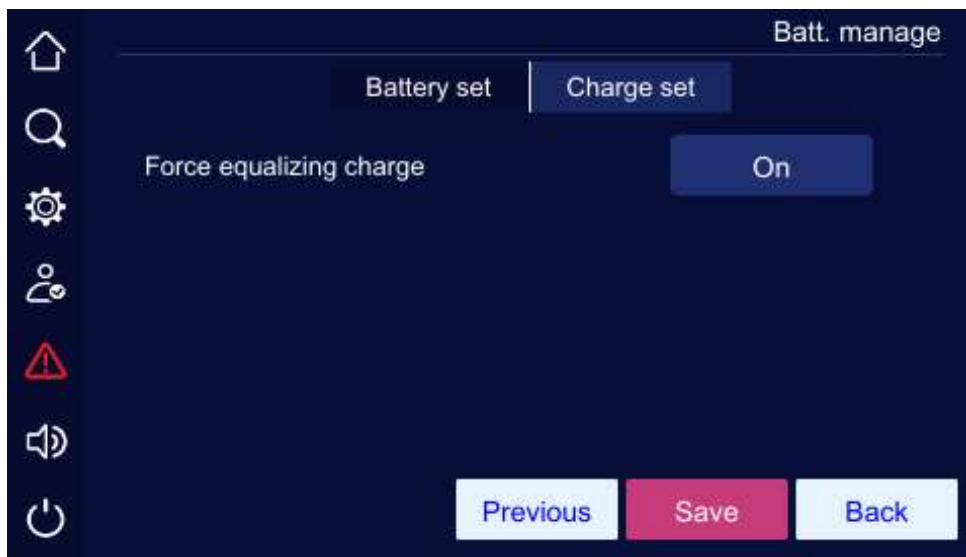 Batt. manage
Battery set Charge set
Force equalizing charge On
Previous Save Back